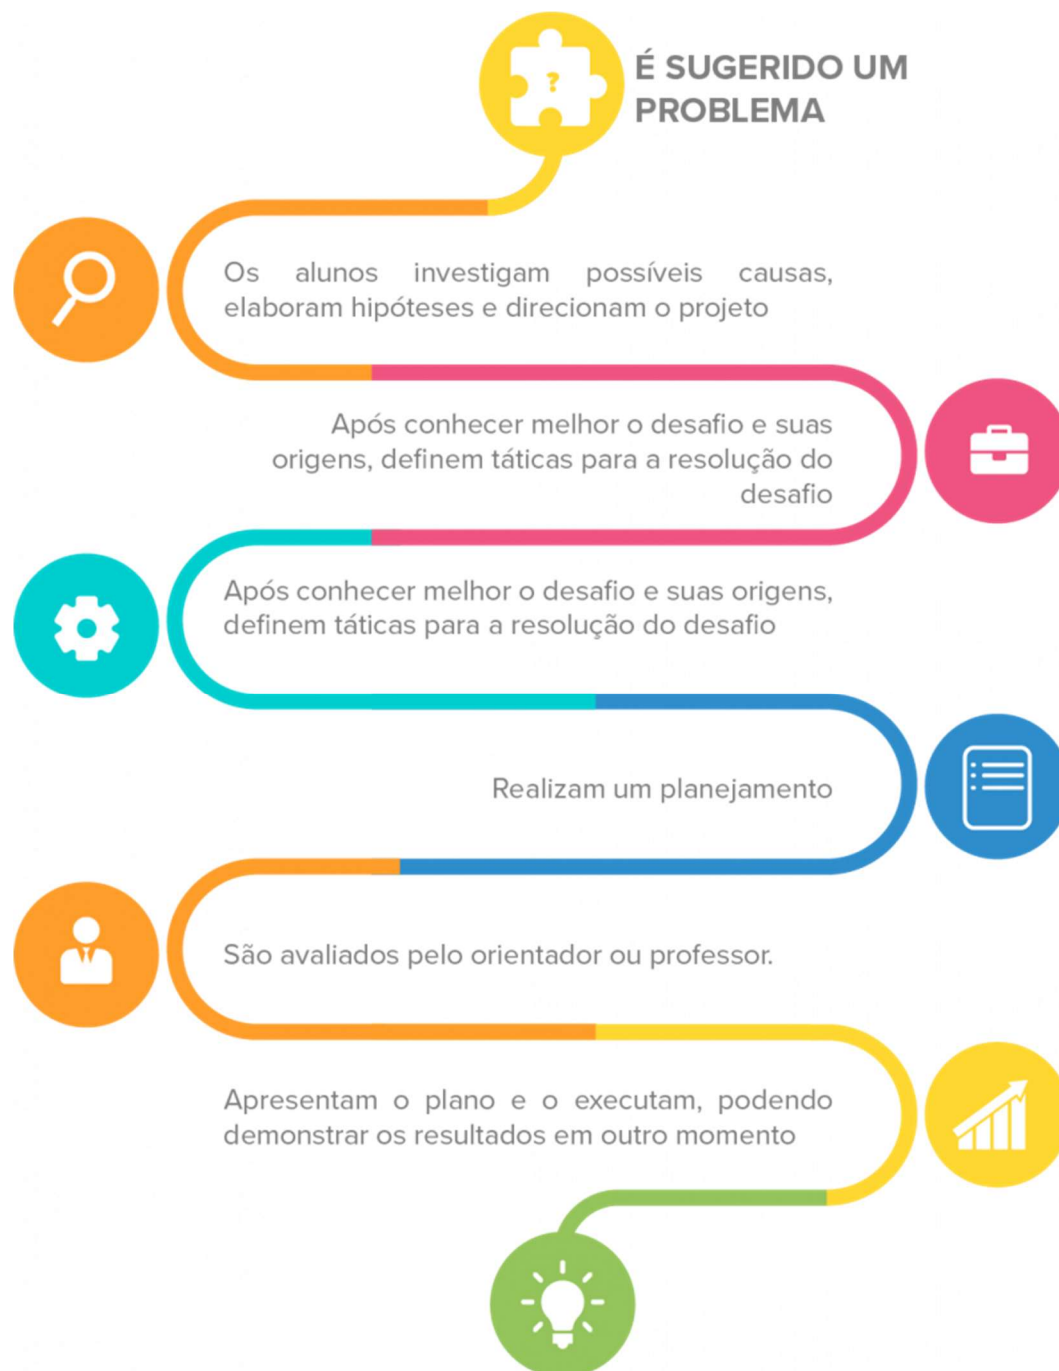 É SUGERIDO UM
PROBLEMA
?
Os alunos investigam possíveis causas,
elaboram hipóteses e direcionam o projeto
Após conhecer melhor o desafio e suas
origens, definem táticas para a resolução do
desafio
Após conhecer melhor o desafio e suas origens,
definem táticas para a resolução do desafio
Realizam um planejamento
São avaliados pelo orientador ou professor.
Apresentam o plano e o executam, podendo
demonstrar os resultados em outro momento